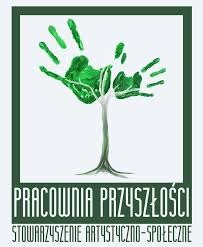 PRACOWNIA PRZYSZŁOŚCI
STOWARZYSZENIE ARTYSTYCZNO-SPOŁECZNE